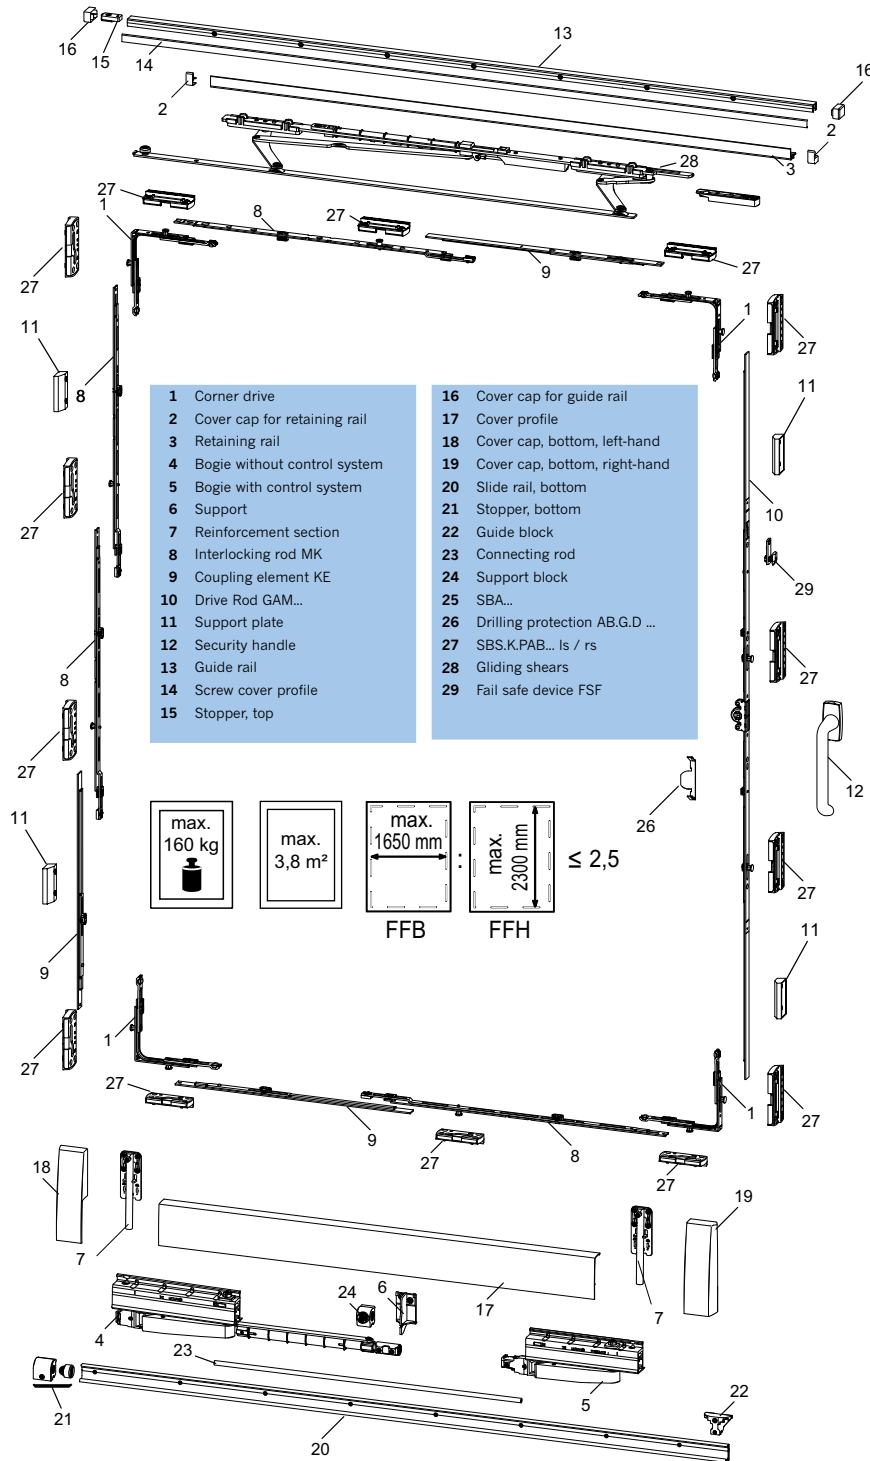 16
15
14
13
16
2
2
3
28
27
1
8
27
9
27
27
1
27
11
8
11
27
10
29
8
27
27
12
26
11
27
9
11
27
1
27
9
27
8
27
1
27
18
7
19
7
17
24
6
4
23
5
22
21
20
1 Corner drive
2 Cover cap for retaining rail
3 Retaining rail
4 Bogie without control system
5 Bogie with control system
6 Support
7 Reinforcement section
8 Interlocking rod MK
9 Coupling element KE
10 Drive Rod GAM...
11 Support plate
12 Security handle
13 Guide rail
14 Screw cover profile
15 Stopper, top
16 Cover cap for guide rail
17 Cover profile
18 Cover cap, bottom, left-hand
19 Cover cap, bottom, right-hand
20 Slide rail, bottom
21 Stopper, bottom
22 Guide block
23 Connecting rod
24 Support block
25 SBA...
26 Drilling protection AB.G.D ...
27 SBS.K.PAB... ls / rs
28 Gliding shears
29 Fail safe device FSF
max.
160 kg
max.
3,8 m²
max.
1650 mm
FFB
:
max.
2300 mm
FFH
≤ 2,5